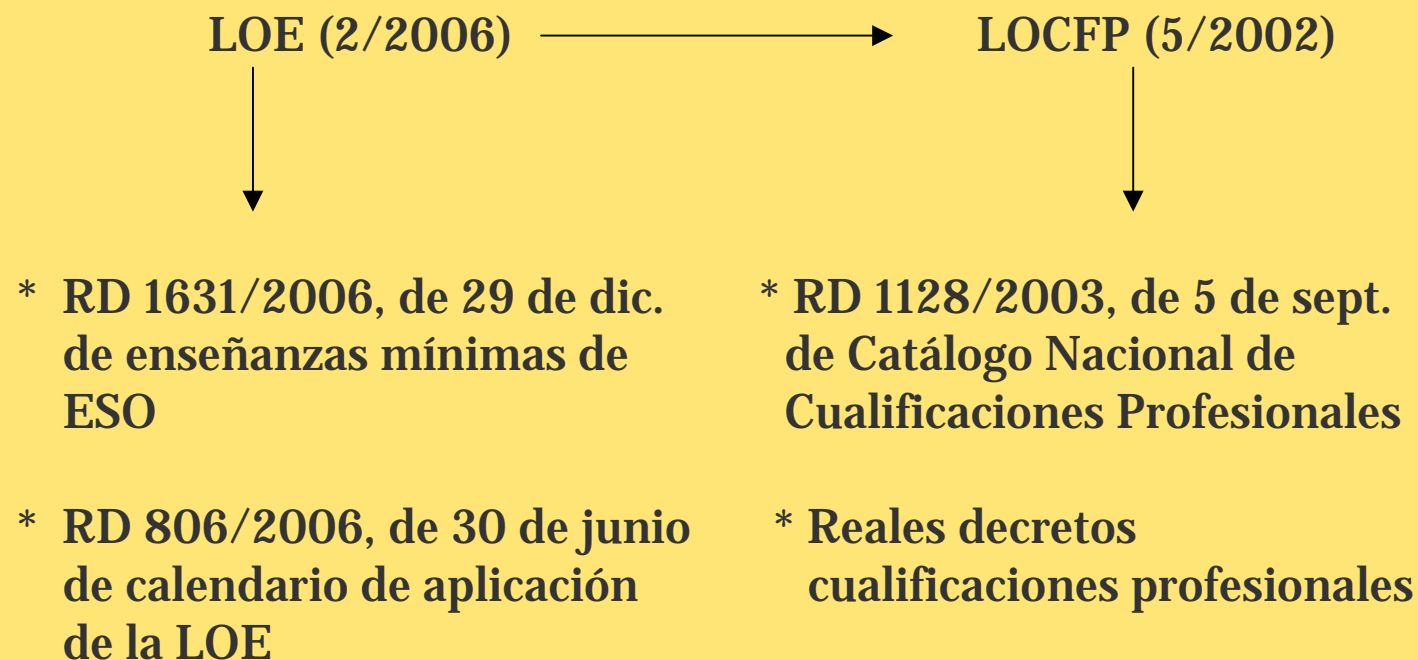 LOE (2/2006)
LOCFP (5/2002)
* RD 1631/2006, de 29 de dic.
de enseñanzas mínimas de
ESO
* RD 806/2006, de 30 de junio
de calendario de aplicación
de la LOE
* RD 1128/2003, de 5 de sept.
de Catálogo Nacional de
Cualificaciones Profesionales
* Reales decretos
cualificaciones profesionales